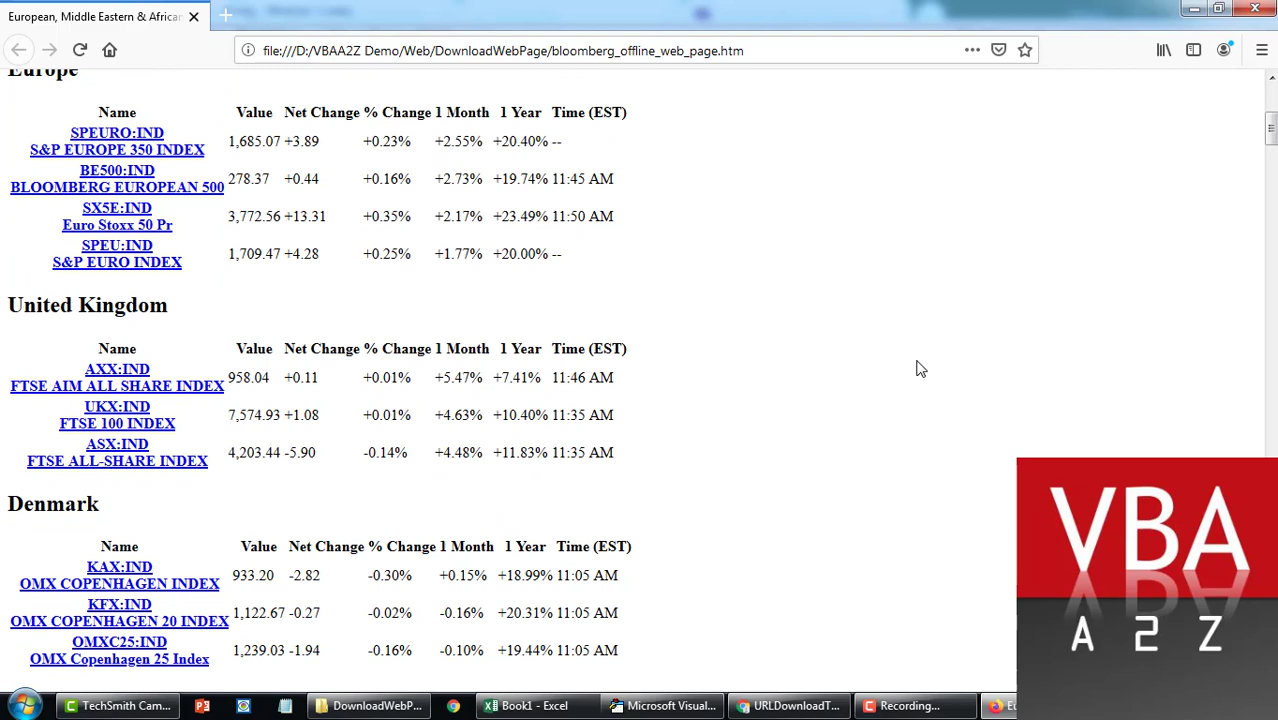 European, Middle Eastern & African
file:///D:/VBAA2Z Demo/Web/DownloadWebPage/bloomberg_offline_web_page.htm
Europe
Name Value Net Change % Change 1 Month 1 Year Time (EST)
SPEURO:IND
S&P EUROPE 350 INDEX 1,685.07 +3.89 +0.23% +2.55% +20.40% --
BE500:IND
BLOOMBERG EUROPEAN 500 278.37 +0.44 +0.16% +2.73% +19.74% 11:45 AM
SX5E:IND
Euro Stoxx 50 Pr 3,772.56 +13.31 +0.35% +2.17% +23.49% 11:50 AM
SPEU:IND
S&P EURO INDEX 1,709.47 +4.28 +0.25% +1.77% +20.00% --
United Kingdom
Name Value Net Change % Change 1 Month 1 Year Time (EST)
AXX:IND
FTSE AIM ALL SHARE INDEX 958.04 +0.11 +0.01% +5.47% +7.41% 11:46 AM
UKX:IND
FTSE 100 INDEX 7,574.93 +1.08 +0.01% +4.63% +10.40% 11:35 AM
ASX:IND
FTSE ALL-SHARE INDEX 4,203.44 -5.90 -0.14% +4.48% +11.83% 11:35 AM
Denmark
Name Value Net Change % Change 1 Month 1 Year Time (EST)
KAX:IND
OMX COPENHAGEN INDEX 933.20 -2.82 -0.30% +0.15% +18.99% 11:05 AM
KFX:IND
OMX COPENHAGEN 20 INDEX 1,122.67 -0.27 -0.02% -0.16% +20.31% 11:05 AM
OMXC25:IND
OMX Copenhagen 25 Index 1,239.03 -1.94 -0.16% -0.10% +19.44% 11:05 AM
VBA
A2Z
TechSmith Cam... DownloadWebP... Book1 - Excel Microsoft Visual... URLDownloadT... Recording...